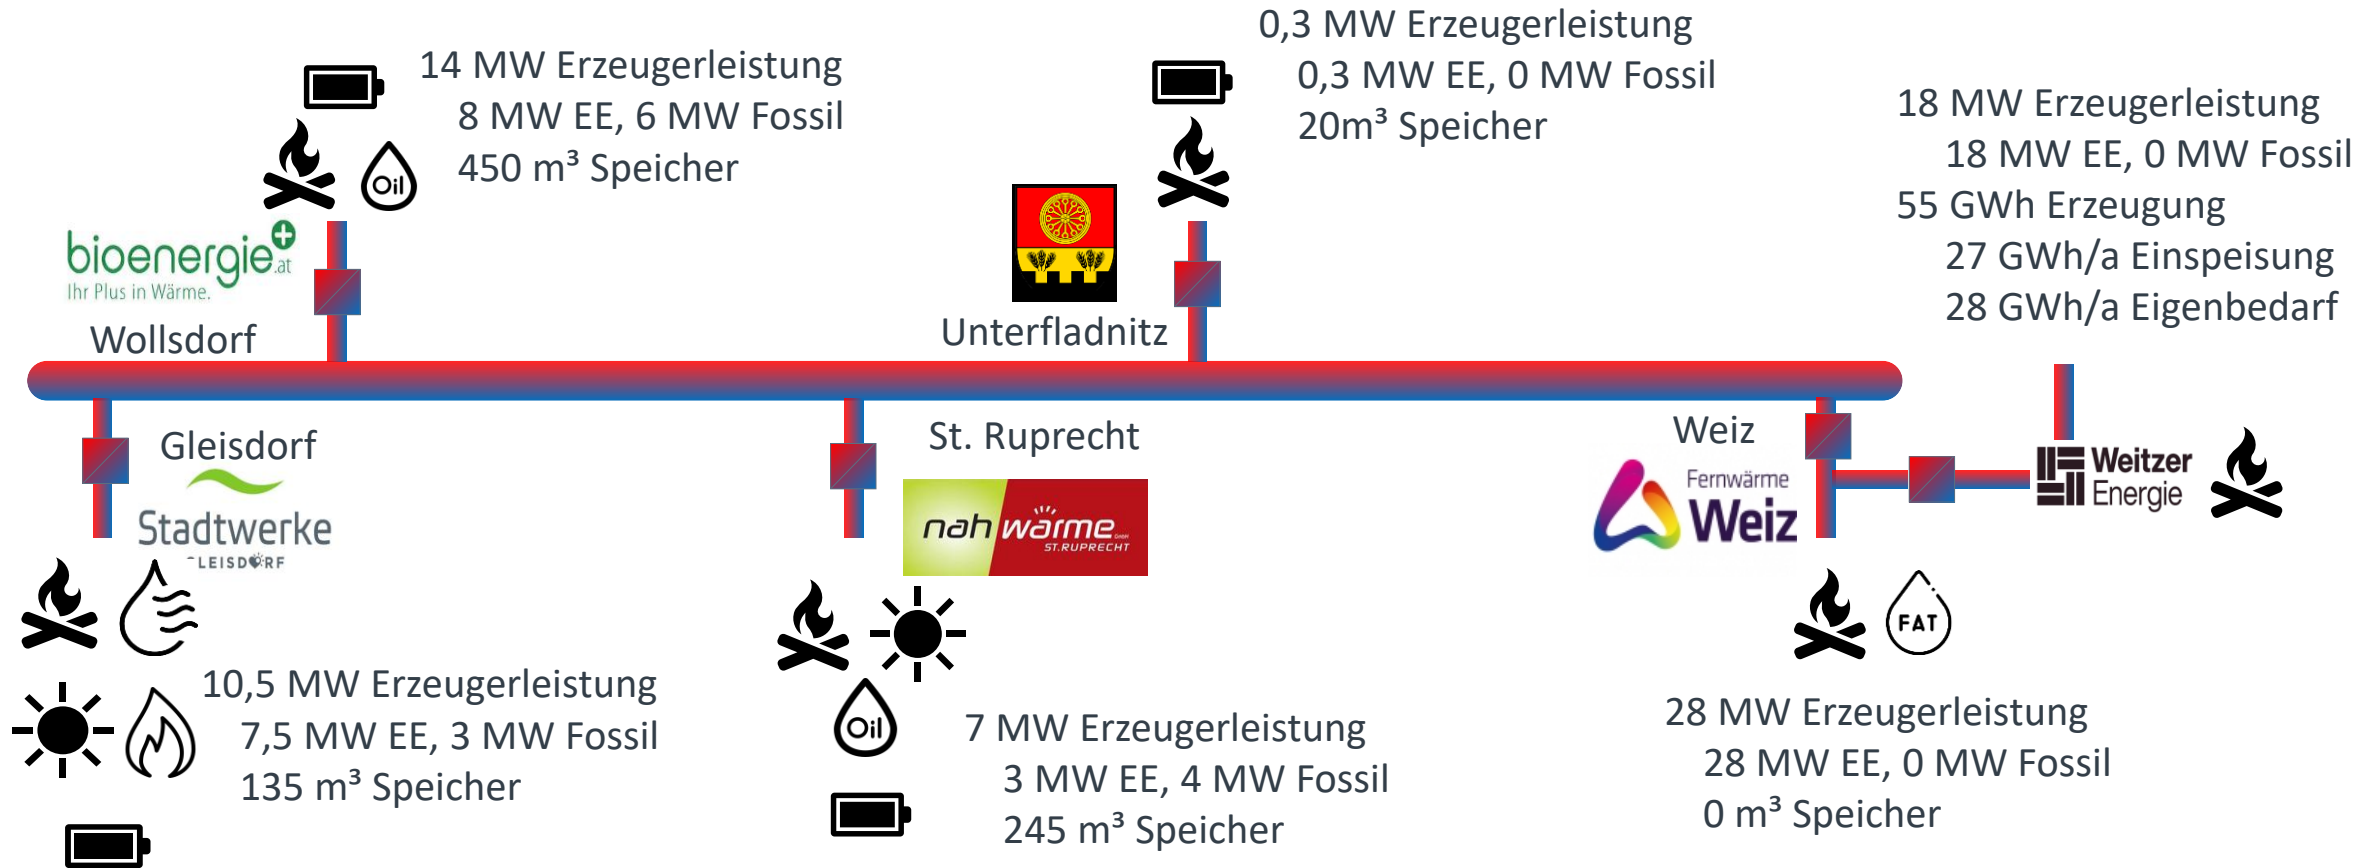 14 MW Erzeugerleistung
8 MW EE, 6 MW Fossil
450 m³ Speicher
Oil
bioenergie.at
Ihr Plus in Wärme.
Wollsdorf
0,3 MW Erzeugerleistung
0,3 MW EE, 0 MW Fossil
20m³ Speicher
Unterfladnitz
18 MW Erzeugerleistung
18 MW EE, 0 MW Fossil
55 GWh Erzeugung
27 GWh/a Einspeisung
28 GWh/a Eigenbedarf
Gleisdorf
Stadtwerke
GLEISDORF
10,5 MW Erzeugerleistung
7,5 MW EE, 3 MW Fossil
135 m³ Speicher
St. Ruprecht
nahwärme GmbH
ST.RUPRECHT
Oil
7 MW Erzeugerleistung
3 MW EE, 4 MW Fossil
245 m³ Speicher
Weiz
Fernwärme
Weiz
Weitzer
Energie
FAT
28 MW Erzeugerleistung
28 MW EE, 0 MW Fossil
0 m³ Speicher